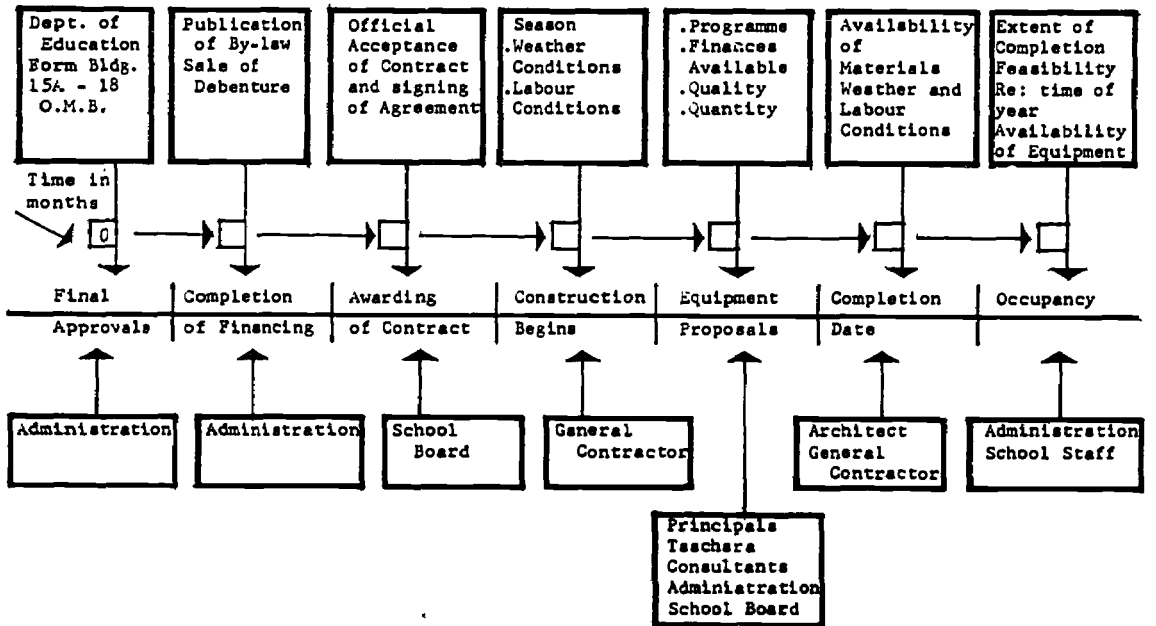 Dept. of
Education
Form Bldg.
15A - 18
O.M.B.
Publication
of By-law
Sale of
Debenture
Official
Acceptance
of Contract
and signing
of Agreement
Season
.Weather
Conditions
.Labour
Conditions
.Programme
.Finances
Available
.Quality
.Quantity
Availability
of
Materials
Weather and
Labour
Conditions
Extent of
Completion
Feasibility
Re: time of
year
Availability
of Equipment
Time in
months
0
Final
Approvals
Completion
of Financing
Awarding
of Contract
Construction
Begins
Equipment
Proposals
Completion
Date
Occupancy
Administration
Administration
School
Board
General
Contractor
Principals
Teachers
Consultants
Administration
School Board
Architect
General
Contractor
Administration
School Staff